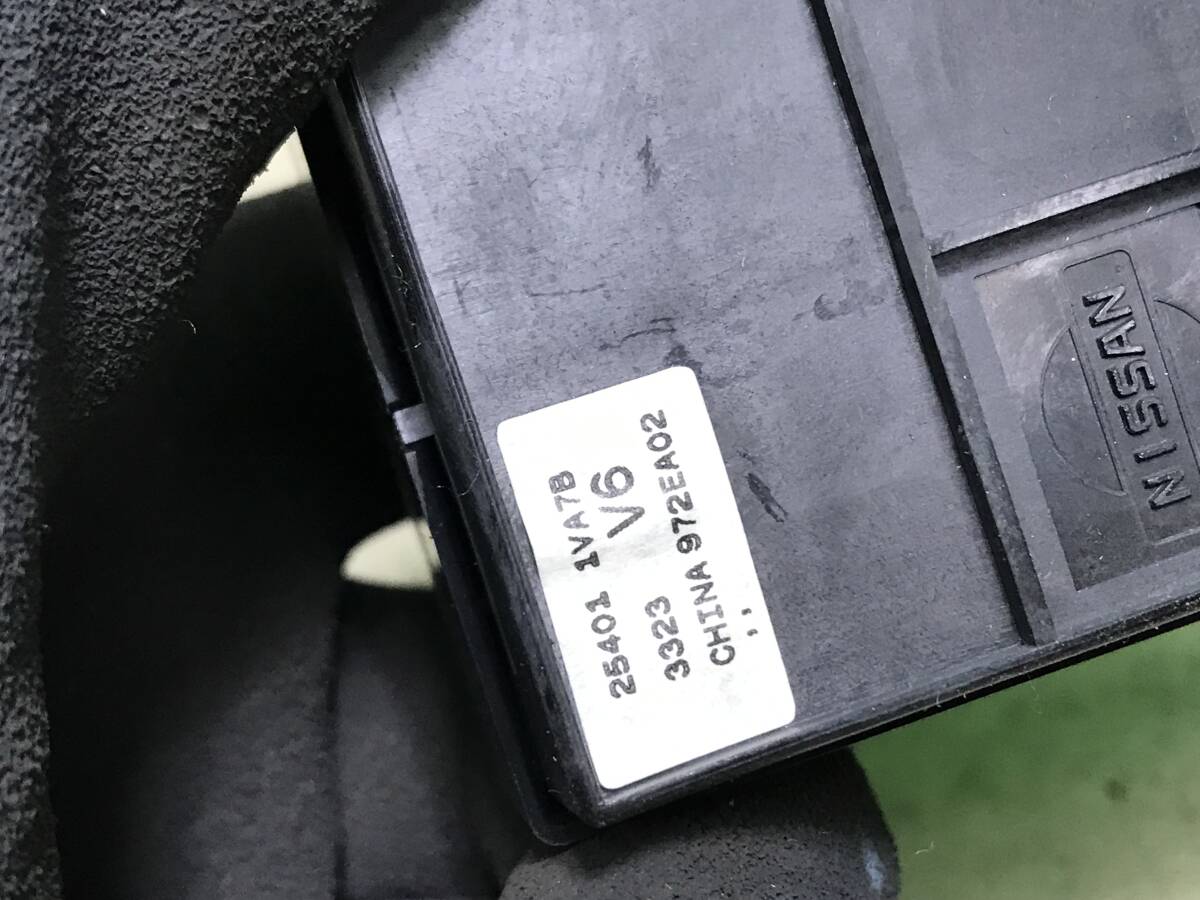 25401 1VA7B
V6
3323
CHINA 972EA02
NISSAN